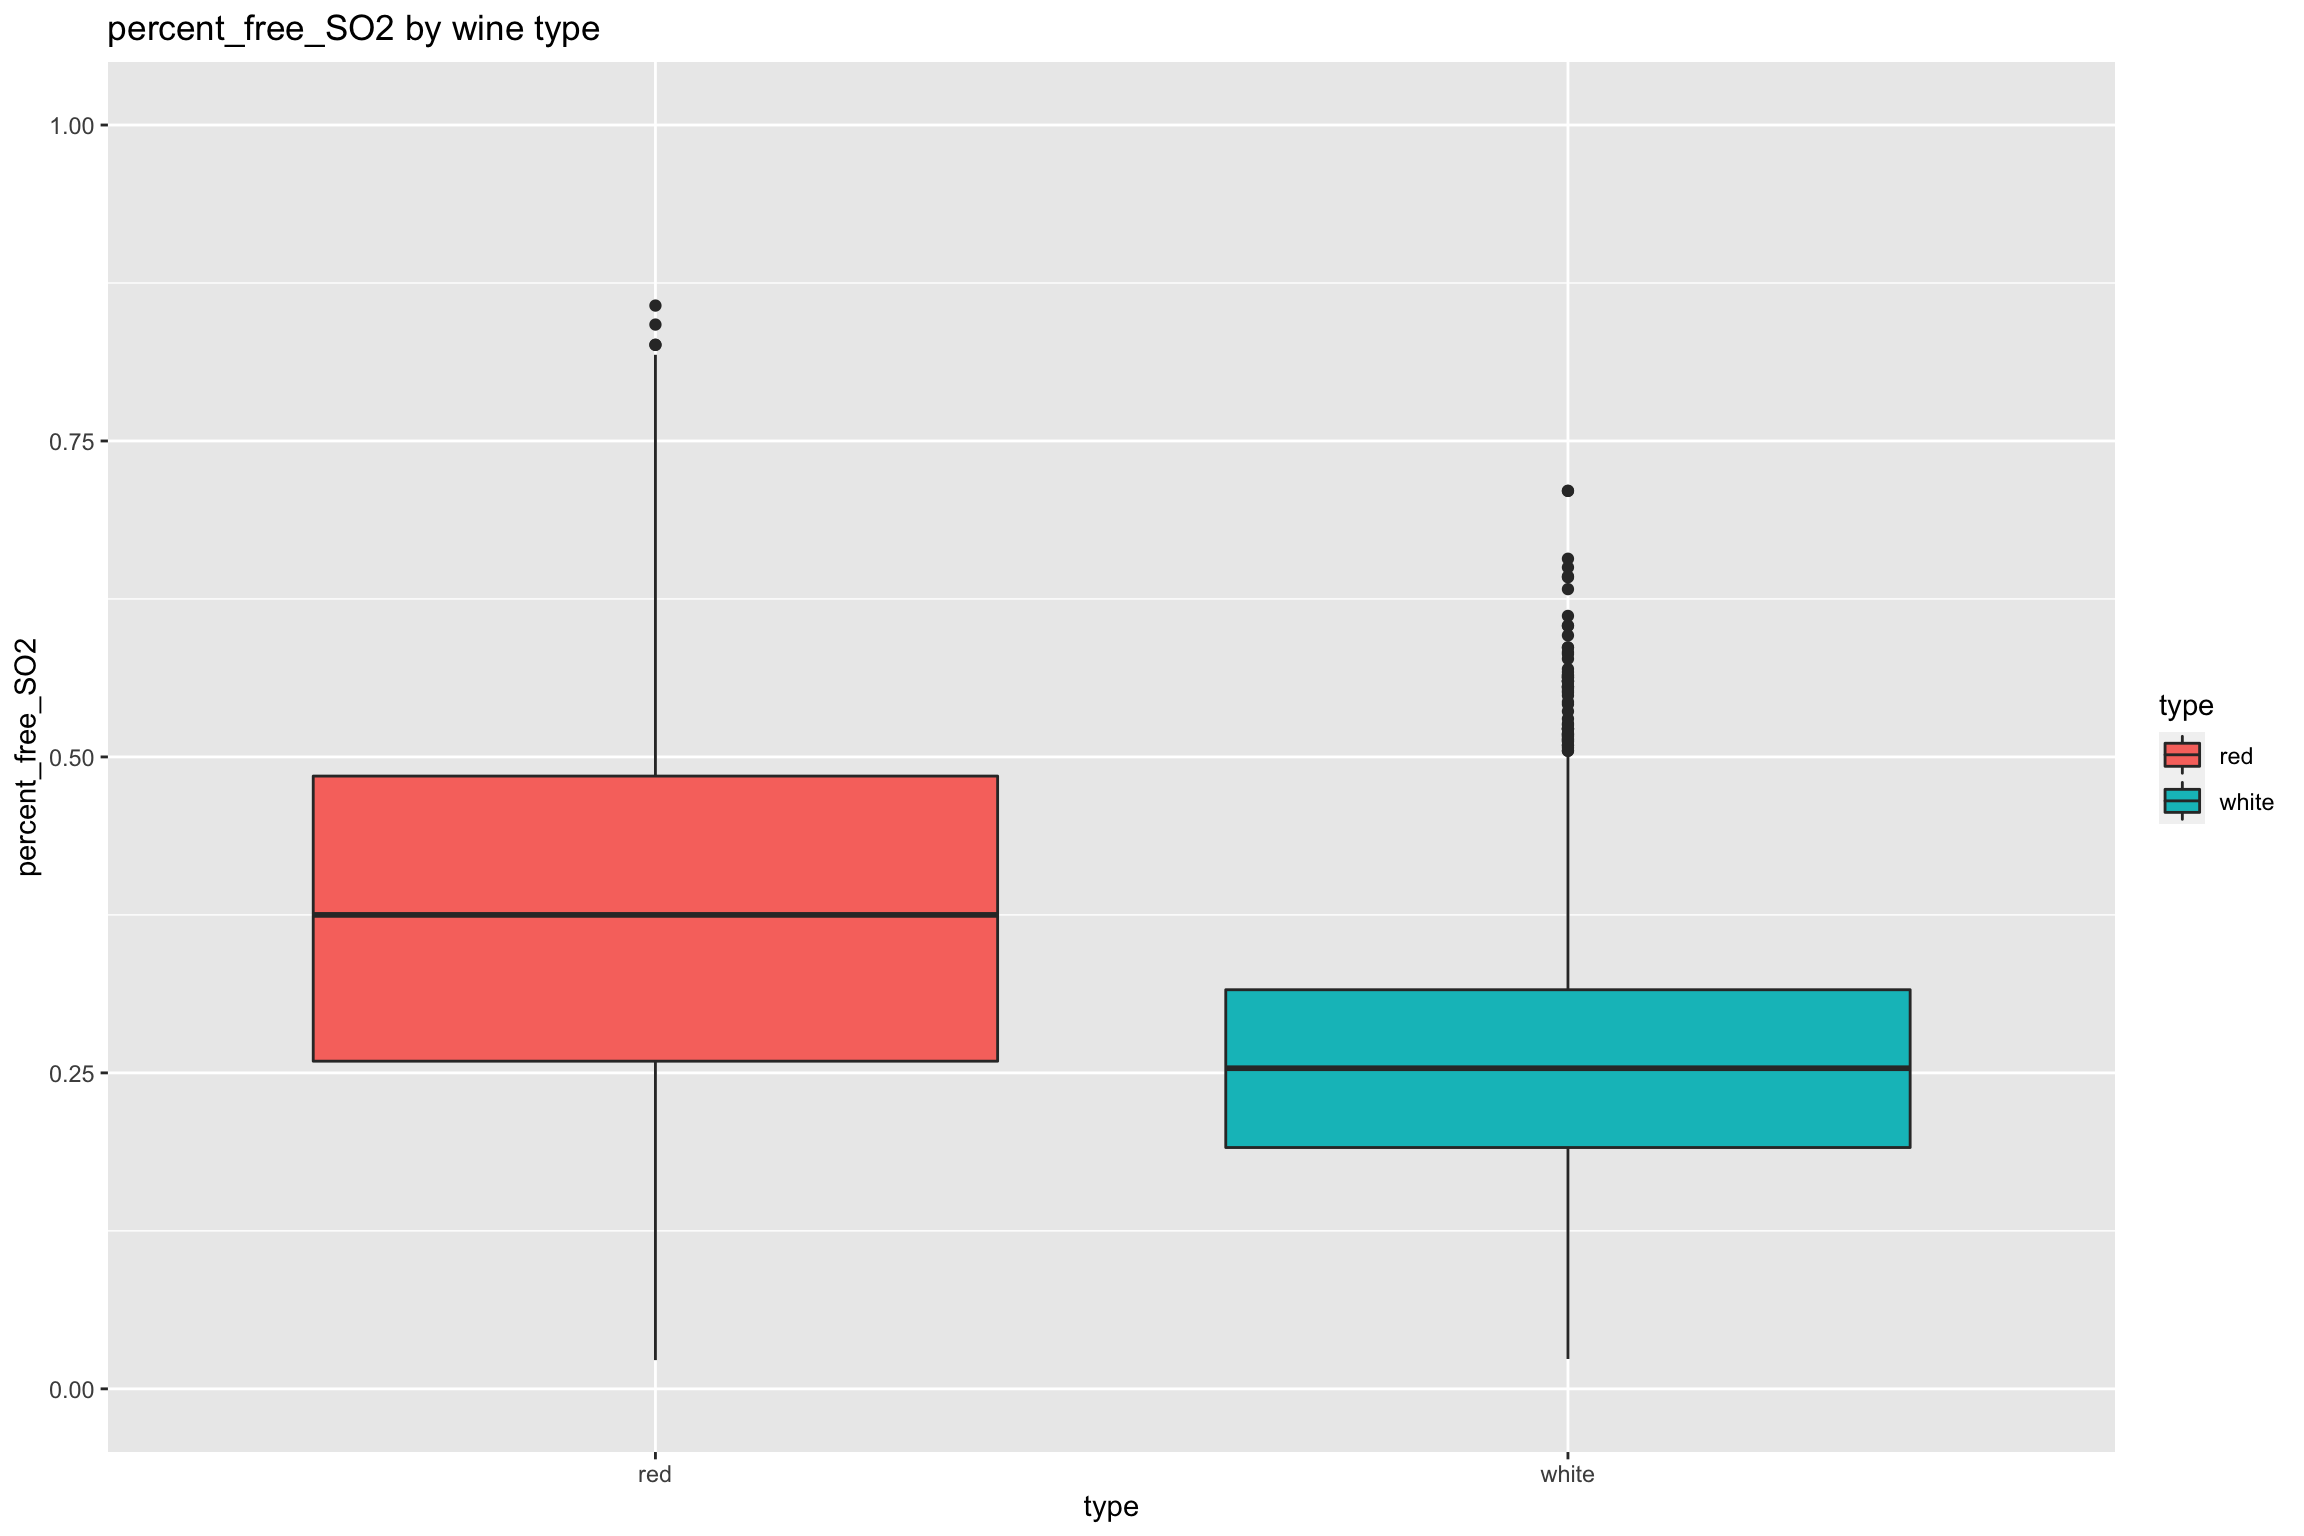 percent_free_SO2 by wine type
percent_free_SO2
1.00
0.75
0.50
0.25
0.00
red
white
type
type
red
white